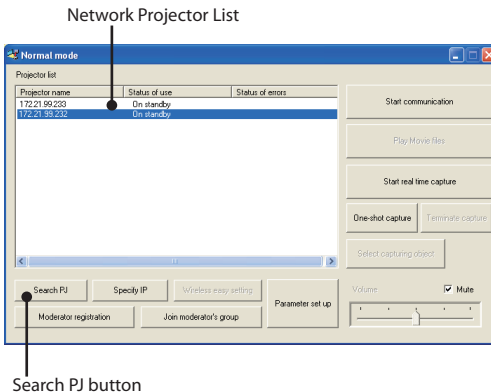 Network Projector List
Normal mode
Projector list
Projector name Status of use Status of errors
172.21.99.233 On standby
172.21.99.232 On standby
Start communication
Play Movie files
Start real time capture
One-shot capture Terminate capture
Select capturing object
Search PJ Specify IP Wireless easy setting
Parameter set up
Moderator registration Join moderator's group
Volume Mute
Search PJ button